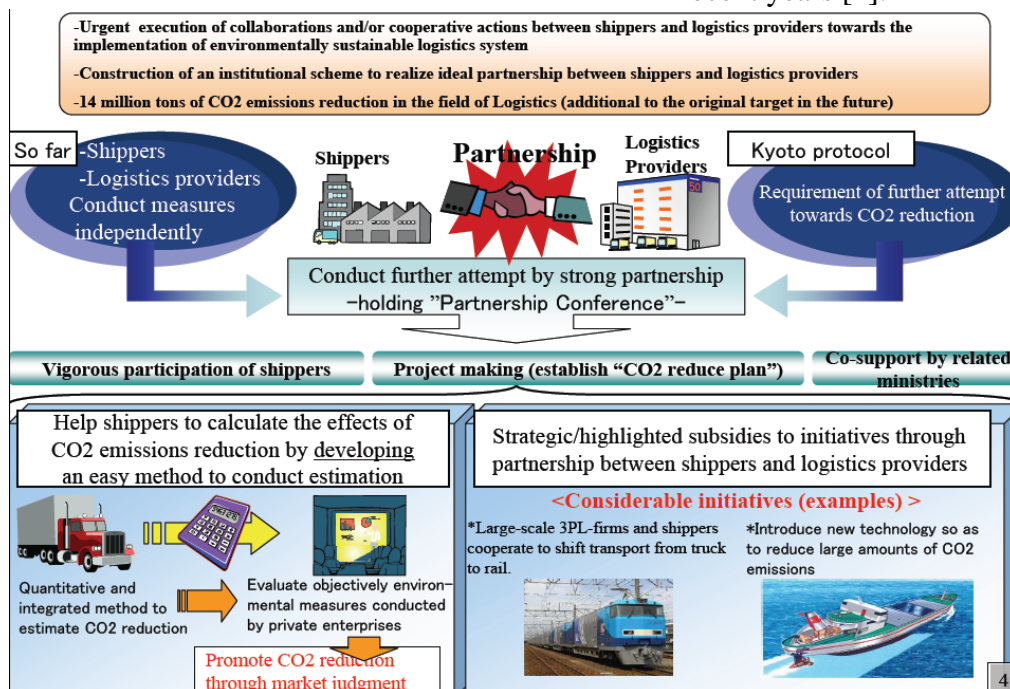 -Urgent execution of collaborations and/or cooperative actions between shippers and logistics providers towards the
implementation of environmentally sustainable logistics system
-Construction of an institutional scheme to realize ideal partnership between shippers and logistics providers
-14 million tons of CO2 emissions reduction in the field of Logistics (additional to the original target in the future)
So far
-Shippers
-Logistics providers
Conduct measures
independently
Shippers
Partnership
Logistics
Providers
50
Kyoto protocol
Requirement of further attempt
towards CO2 reduction
Conduct further attempt by strong partnership
-holding "Partnership Conference"-
Vigorous participation of shippers
Project making (establish "CO2 reduce plan")
Co-support by related
ministries
Help shippers to calculate the effects of
CO2 emissions reduction by developing
an easy method to conduct estimation
Quantitative and
integrated method to
estimate CO2 reduction
Evaluate objectively environ-
mental measures conducted
by private enterprises
Promote CO2 reduction
through market judgment
Strategic/highlighted subsidies to initiatives through
partnership between shippers and logistics providers
<Considerable initiatives (examples) >
*Large-scale 3PL-firms and shippers
cooperate to shift transport from truck
to rail.
*Introduce new technology so as
to reduce large amounts of CO2
emissions
4